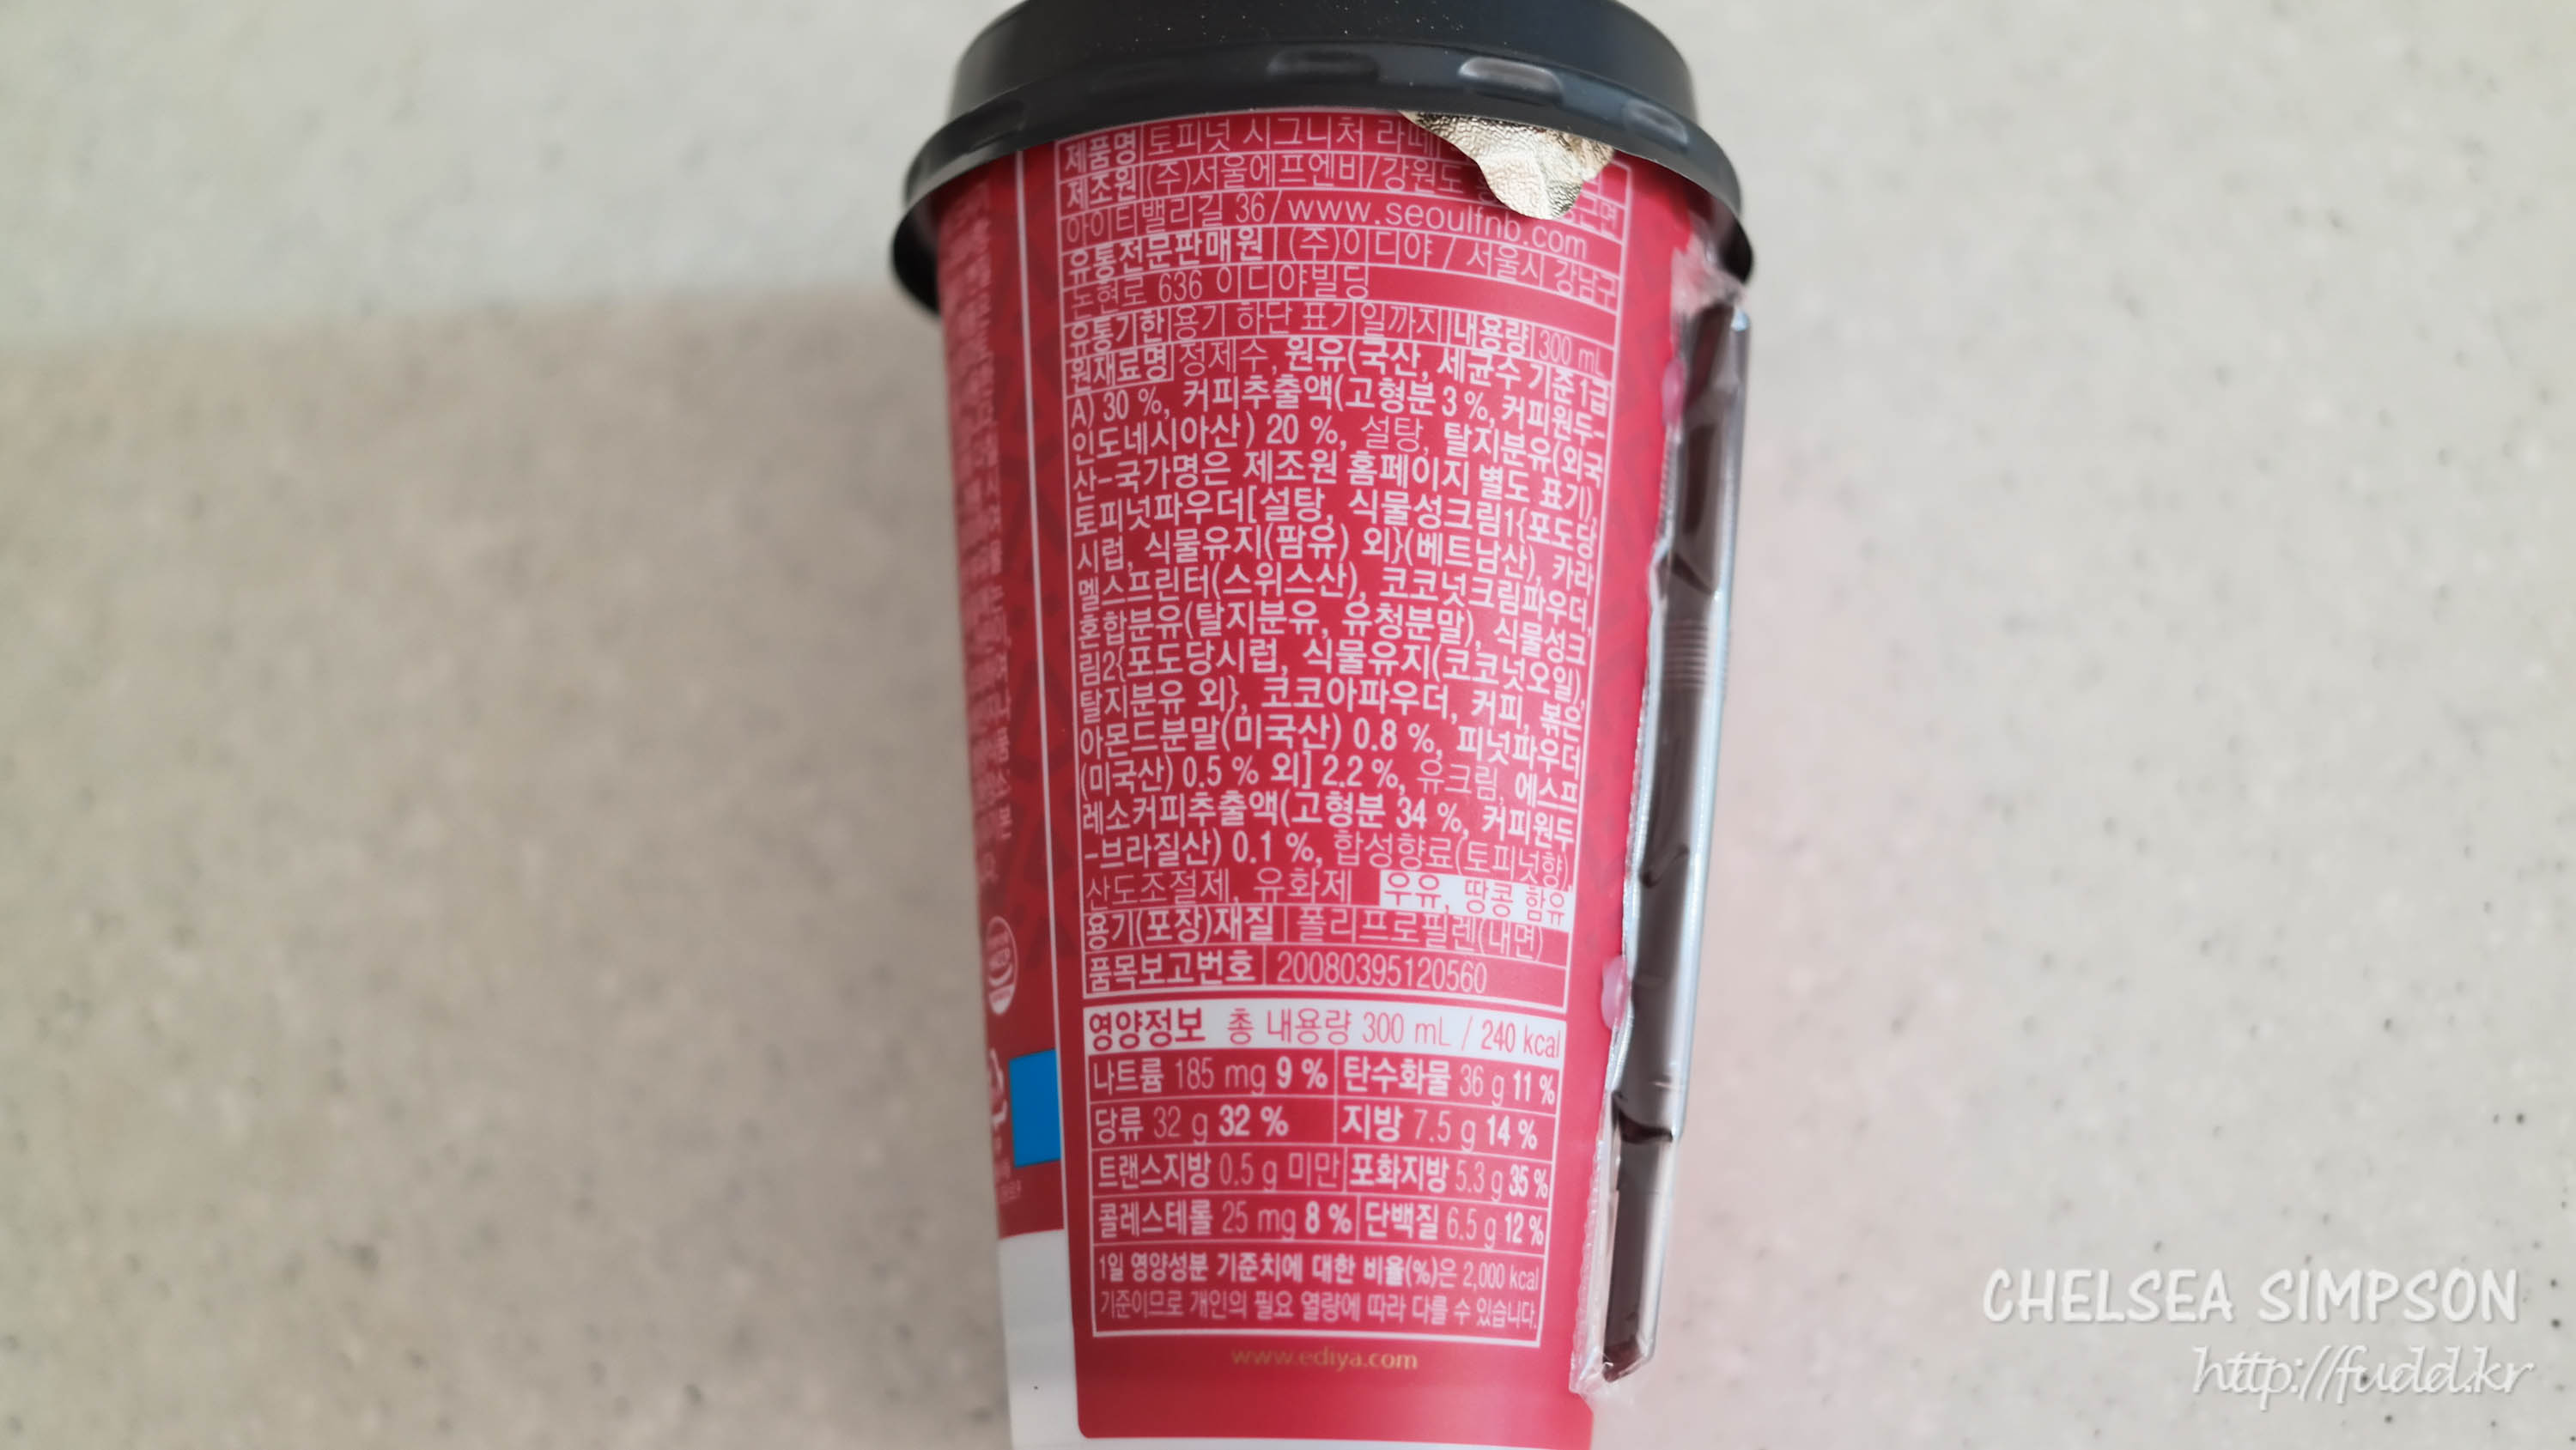 제품명 토피넛 시그니처 라떼
제조원 (주)서울에프엔비/강원도
아이티밸리길 36/www.seoulfnb.com
유통전문판매원 (주)이디야 / 서울시 강남구
논현로 636 이디야빌딩
유통기한 용기 하단 표기일까지 내용량 300 mL
원재료명 정제수, 원유(국산, 세균수 기준 1급
A) 30 %, 커피추출액(고형분 3 %, 커피원두-
인도네시아산) 20 %, 설탕, 탈지분유(외국
산-국가명은 제조원 홈페이지 별도 표기),
토피넛파우더[설탕, 식물성크림1{포도당
시럽, 식물유지(팜유) 외}(베트남산), 카라
멜스프린터(스위스산), 코코넛크림파우더,
혼합분유(탈지분유, 유청분말), 식물성크
림2{포도당시럽, 식물유지(코코넛오일),
탈지분유 외}, 코코아파우더, 커피, 볶은
아몬드분말(미국산) 0.8 %, 피넛파우더
(미국산) 0.5 % 외] 2.2 %, 유크림, 에스프
레소커피추출액(고형분 34 %, 커피원두
-브라질산) 0.1 %, 합성향료(토피넛향)
산도조절제, 유화제 우유, 땅콩 함유
용기(포장)재질 폴리프로필렌(내면)
품목보고번호 20080395120560
영양정보 총 내용량 300 mL / 240 kcal
나트륨 185 mg 9 % 탄수화물 36 g 11 %
당류 32 g 32 % 지방 7.5 g 14 %
트랜스지방 0.5 g 미만 포화지방 5.3 g 35 %
콜레스테롤 25 mg 8 % 단백질 6.5 g 12 %
1일 영양성분 기준치에 대한 비율(%)은 2,000 kcal
기준이므로 개인의 필요 열량에 따라 다를 수 있습니다.
www.ediya.com
CHELSEA SIMPSON
http://fudd.kr